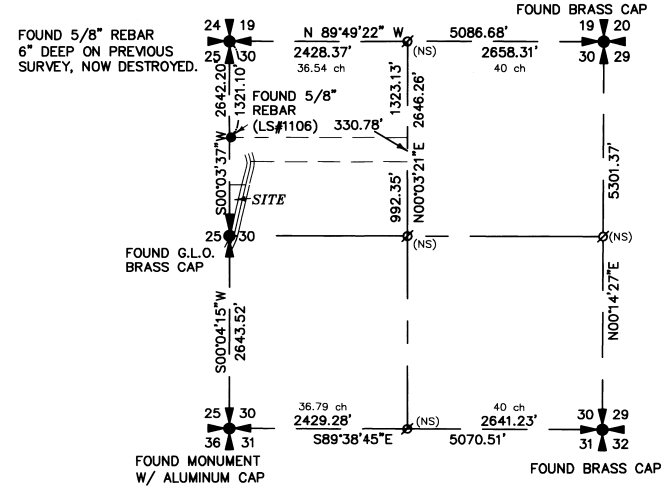 FOUND BRASS CAP
24 19
N 89°49'22" W 5086.68'
19 20
FOUND 5/8" REBAR
6" DEEP ON PREVIOUS
SURVEY, NOW DESTROYED.
25 30
2428.37'
(NS)
2658.31'
30 29
36.54 ch
40 ch
2642.20'
1321.10'
S00°03'37"W
FOUND 5/8"
REBAR
(LS#1106)
330.78'
1323.13'
2646.26'
N00°03'21"E
992.35'
5301.37'
SITE
25 30
(NS)
(NS)
FOUND G.L.O.
BRASS CAP
S00°04'15"W
2643.52'
N00°14'27"E
25 30
36.79 ch
2429.28'
(NS)
40 ch
2641.23'
30 29
36 31
S89°38'45"E
5070.51'
31 32
FOUND MONUMENT
W/ ALUMINUM CAP
FOUND BRASS CAP